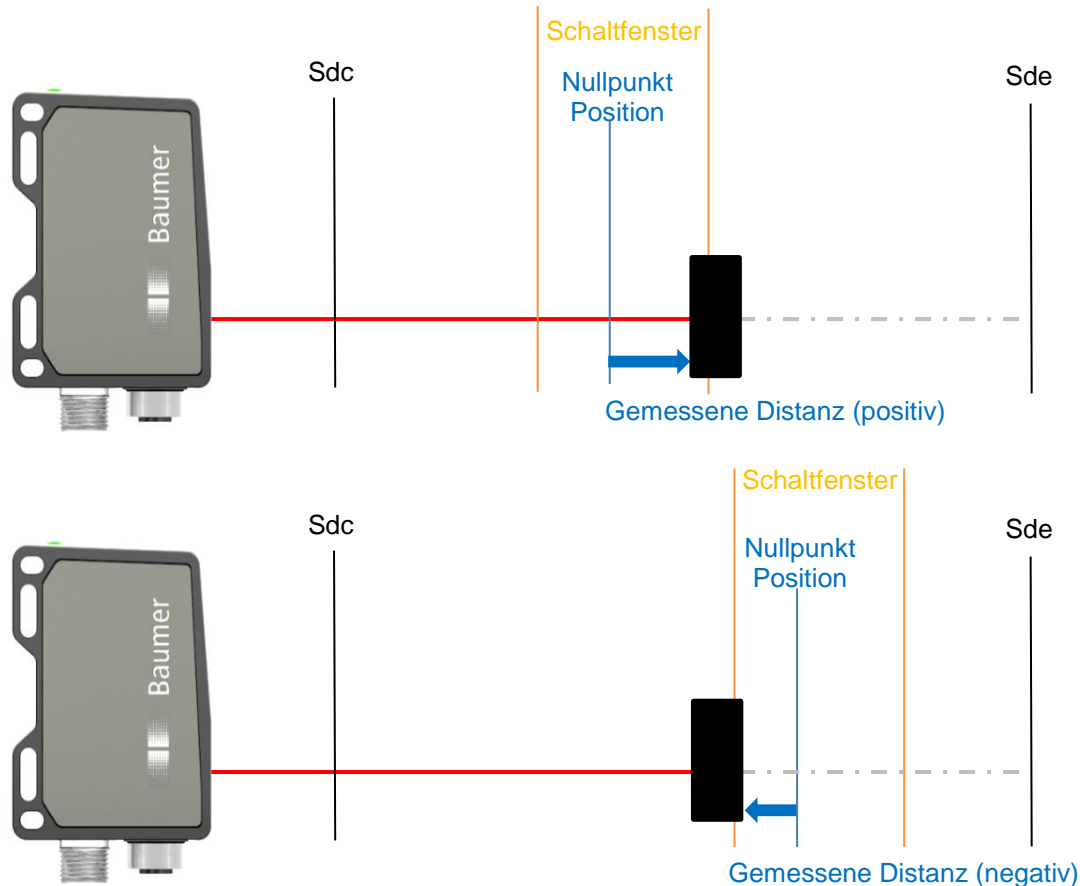 Schaltfenster
Sdc
Nullpunkt
Position
Sde
Baumer
Gemessene Distanz (positiv)
Schaltfenster
Sdc
Nullpunkt
Position
Sde
Baumer
Gemessene Distanz (negativ)